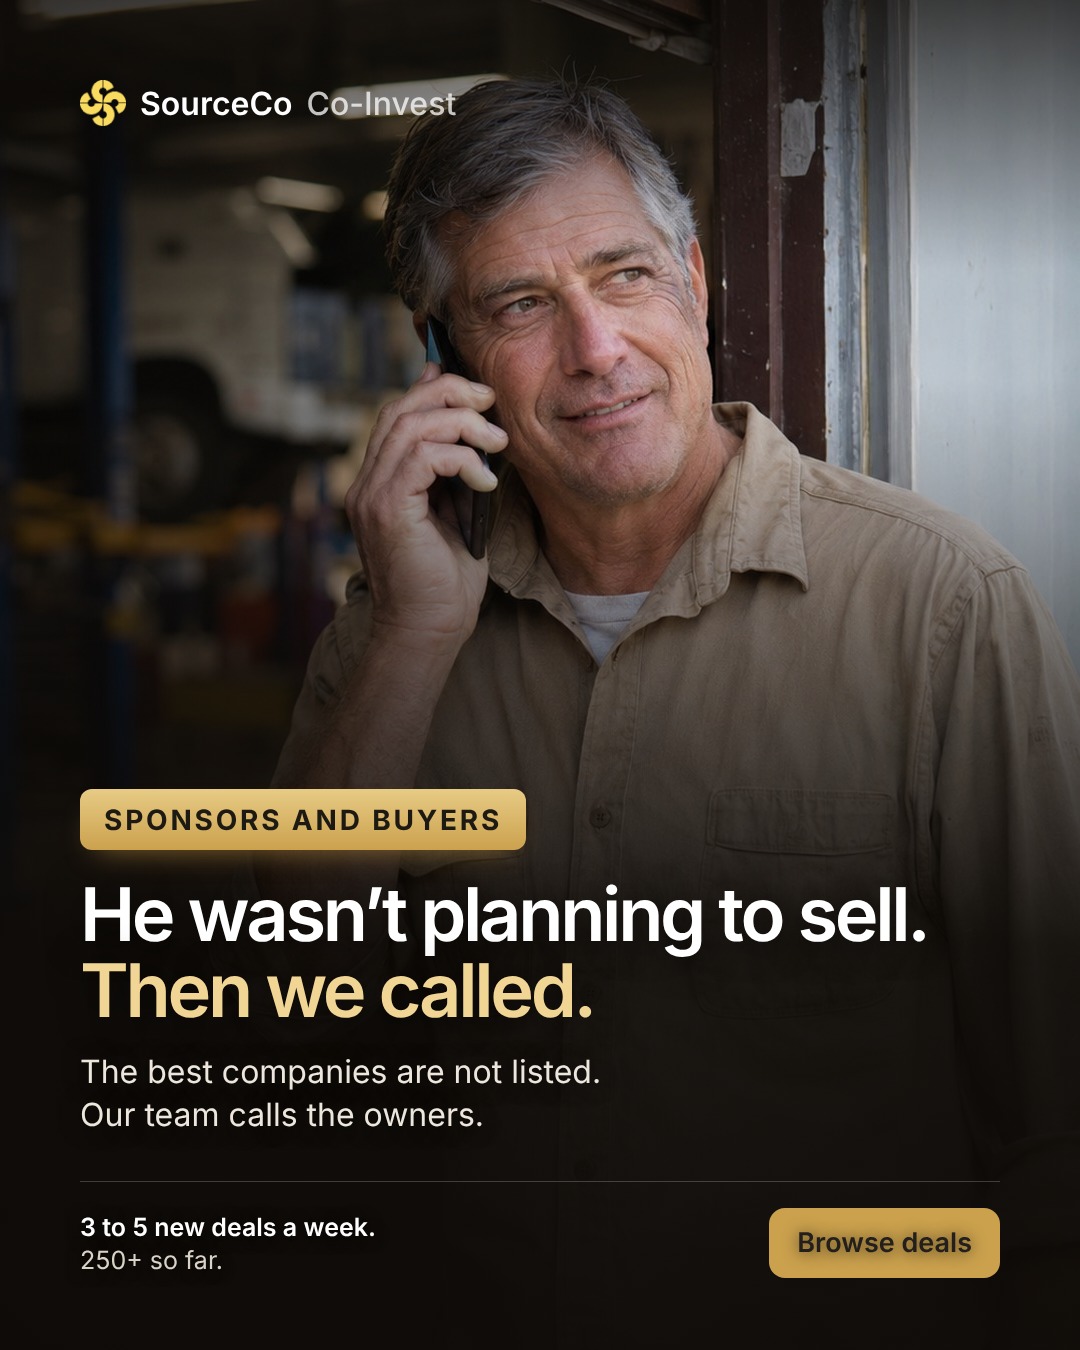 SourceCo Co-Invest
SPONSORS AND BUYERS
He wasn’t planning to sell.
Then we called.
The best companies are not listed.
Our team calls the owners.
3 to 5 new deals a week.
250+ so far.
Browse deals